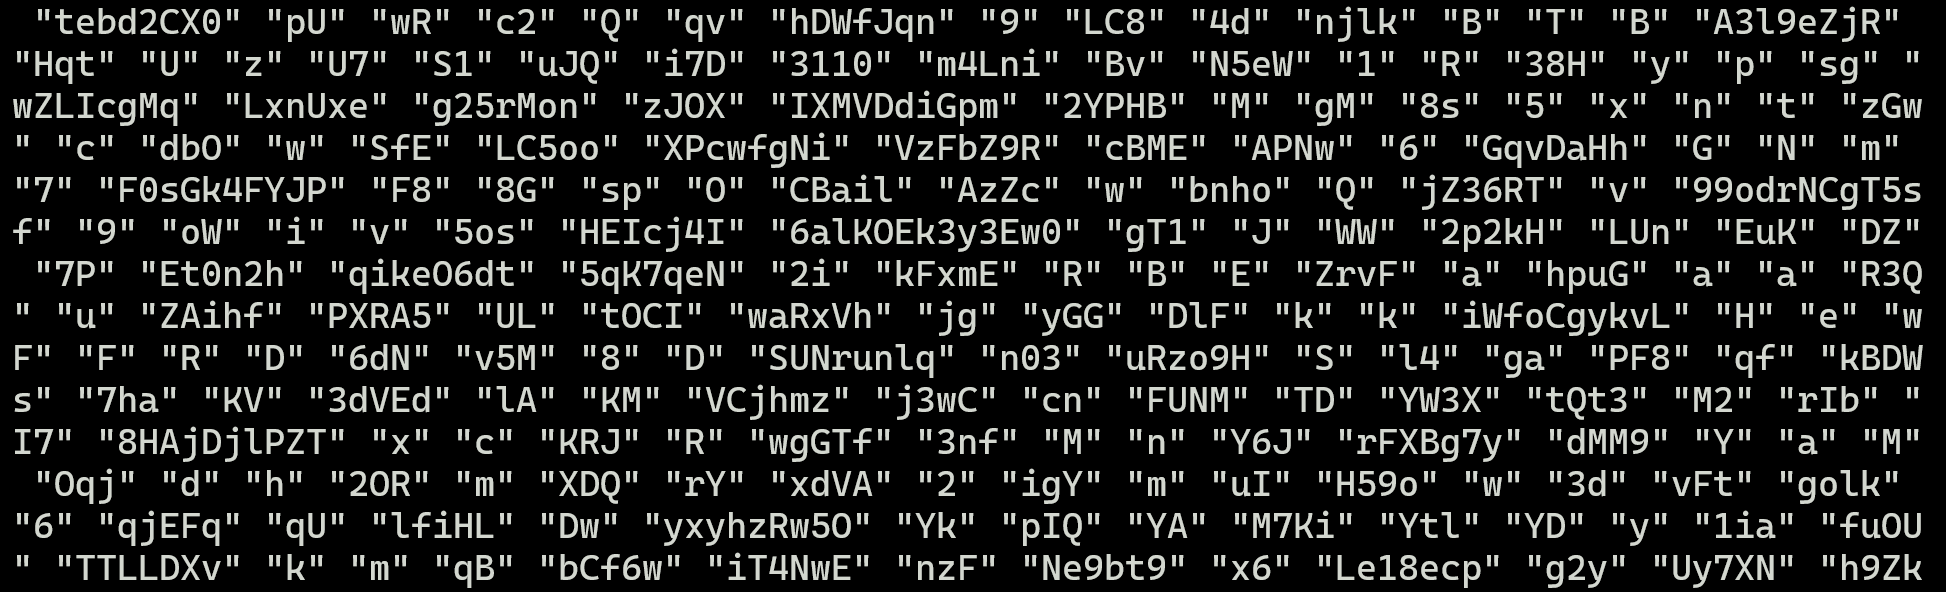 "tebd2CX0" "pU" "wR" "c2" "Q" "qv" "hDWfJqn" "9" "LC8" "4d" "njlk" "B" "T" "B" "A3l9eZjR"
"Hqt" "U" "z" "U7" "S1" "uJQ" "i7D" "3110" "m4Lni" "Bv" "N5eW" "1" "R" "38H" "y" "p" "sg" "
wZLIcgMq" "LxnUxe" "g25rMon" "zJOX" "IXMVDdiGpm" "2YPHB" "M" "gM" "8s" "5" "x" "n" "t" "zGw
" "c" "dbO" "w" "SfE" "LC5oo" "XPcwfgNi" "VzFbZ9R" "cBME" "APNw" "6" "GqvDaHh" "G" "N" "m"
"7" "F0sGk4FYJP" "F8" "8G" "sp" "O" "CBail" "AzZc" "w" "bnho" "Q" "jZ36RT" "v" "99odrNCgT5s
f" "9" "oW" "i" "v" "5os" "HEIcj4I" "6alKOEk3y3Ew0" "gT1" "J" "WW" "2p2kH" "LUn" "EuK" "DZ"
"7P" "Et0n2h" "qikeO6dt" "5qK7qeN" "2i" "kFxmE" "R" "B" "E" "ZrvF" "a" "hpuG" "a" "a" "R3Q
" "u" "ZAihf" "PXRA5" "UL" "tOCI" "waRxVh" "jg" "yGG" "DlF" "k" "k" "iWfoCgykvL" "H" "e" "w
F" "F" "R" "D" "6dN" "v5M" "8" "D" "SUNrunlq" "n03" "uRzo9H" "S" "l4" "ga" "PF8" "qf" "kBDW
s" "7ha" "KV" "3dVEd" "lA" "KM" "VCjhmz" "j3wC" "cn" "FUNM" "TD" "YW3X" "tQt3" "M2" "rIb" "
I7" "8HAjDjlPZT" "x" "c" "KRJ" "R" "wgGTf" "3nf" "M" "n" "Y6J" "rFXBg7y" "dMM9" "Y" "a" "M"
"Oqj" "d" "h" "2OR" "m" "XDQ" "rY" "xdVA" "2" "igY" "m" "uI" "H59o" "w" "3d" "vFt" "golk"
"6" "qjEFq" "qU" "lfiHL" "Dw" "yxyhzRw5O" "Yk" "pIQ" "YA" "M7Ki" "Ytl" "YD" "y" "1ia" "fuOU
" "TTLLDXv" "k" "m" "qB" "bCf6w" "iT4NwE" "nzF" "Ne9bt9" "x6" "Le18ecp" "g2y" "Uy7XN" "h9Zk